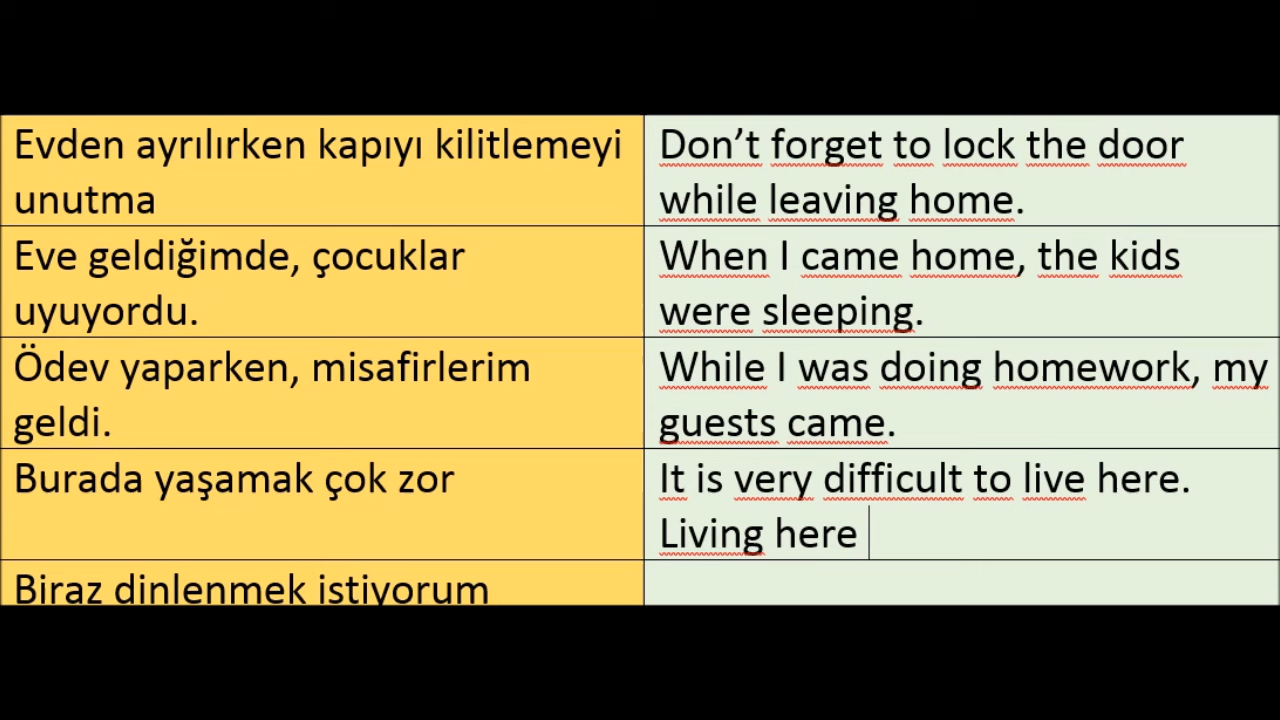 Evden ayrılırken kapıyı kilitlemeyi
unutma
Don’t forget to lock the door
while leaving home.
Eve geldiğimde, çocuklar
uyuyordu.
When I came home, the kids
were sleeping.
Ödev yaparken, misafirlerim
geldi.
While I was doing homework, my
guests came.
Burada yaşamak çok zor
It is very difficult to live here.
Living here
Biraz dinlenmek istiyorum